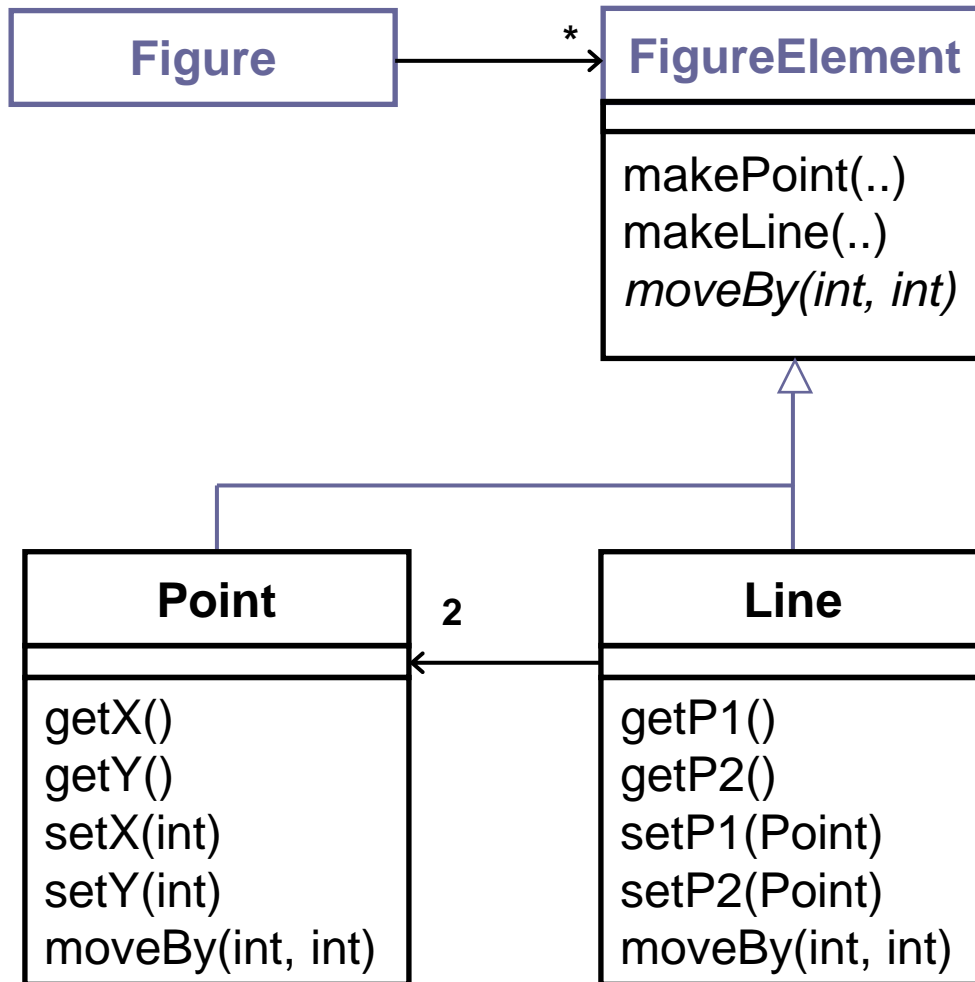 Figure
*
FigureElement
makePoint(..)
makeLine(..)
moveBy(int, int)
Point
2
Line
getX()
getY()
setX(int)
setY(int)
moveBy(int, int)
getP1()
getP2()
setP1(Point)
setP2(Point)
moveBy(int, int)